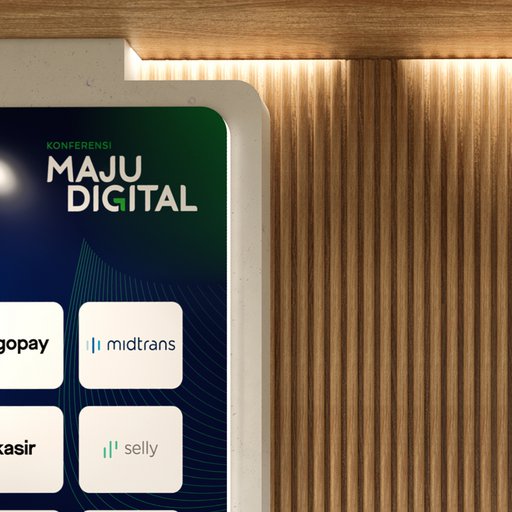 KONFERENSI
MAJU
DIGITAL
gopay
midtrans
kasir
selly